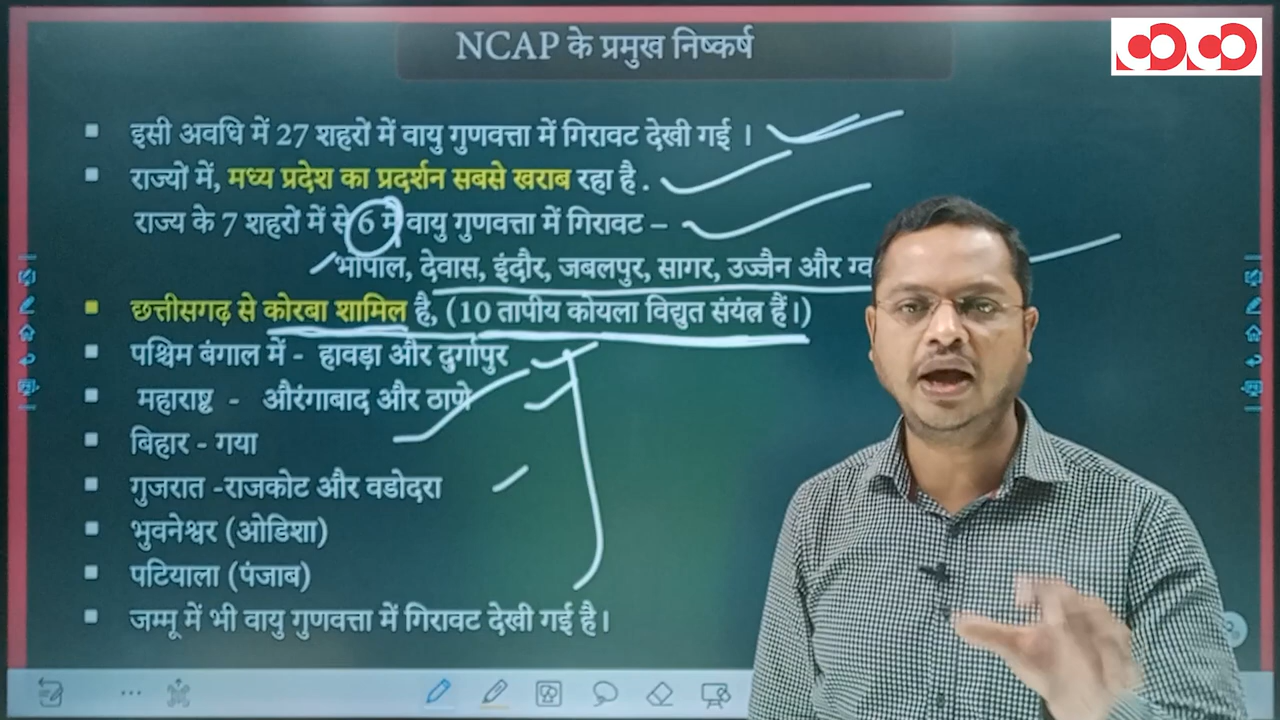 NCAP के प्रमुख निष्कर्ष
इसी अवधि में 27 शहरों में वायु गुणवत्ता में गिरावट देखी गई ।
राज्यों में, मध्य प्रदेश का प्रदर्शन सबसे खराब रहा है .
राज्य के 7 शहरों में से 6 में वायु गुणवत्ता में गिरावट –
भोपाल, देवास, इंदौर, जबलपुर, सागर, उज्जैन और
छत्तीसगढ़ से कोरबा शामिल है, (10 तापीय कोयला विद्युत संयंत्र हैं।)
पश्चिम बंगाल में - हावड़ा और दुर्गापुर
महाराष्ट्र - औरंगाबाद और ठाणे
बिहार - गया
गुजरात -राजकोट और वडोदरा
भुवनेश्वर (ओडिशा)
पटियाला (पंजाब)
जम्मू में भी वायु गुणवत्ता में गिरावट देखी गई है।